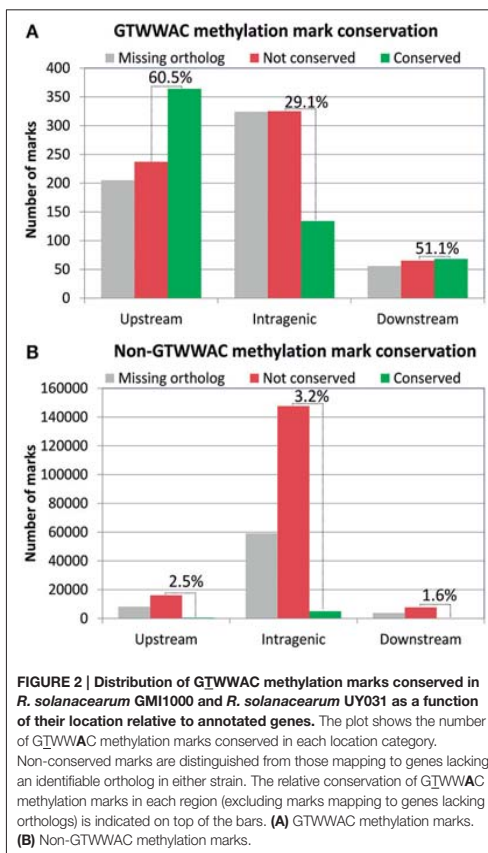 A
GTWWAC methylation mark conservation
Missing ortholog Not conserved Conserved
Number of marks
400
350
300
250
200
150
100
50
0
60.5%
29.1%
51.1%
Upstream Intragenic Downstream
B
Non-GTWWAC methylation mark conservation
Missing ortholog Not conserved Conserved
Number of marks
160000
140000
120000
100000
80000
60000
40000
20000
0
2.5%
3.2%
1.6%
Upstream Intragenic Downstream
FIGURE 2 | Distribution of GTWWAC methylation marks conserved in
R. solanacearum GMI1000 and R. solanacearum UY031 as a function
of their location relative to annotated genes. The plot shows the number
of GTWWAC methylation marks conserved in each location category.
Non-conserved marks are distinguished from those mapping to genes lacking
an identifiable ortholog in either strain. The relative conservation of GTWWAC
methylation marks in each region (excluding marks mapping to genes lacking
orthologs) is indicated on top of the bars. (A) GTWWAC methylation marks.
(B) Non-GTWWAC methylation marks.